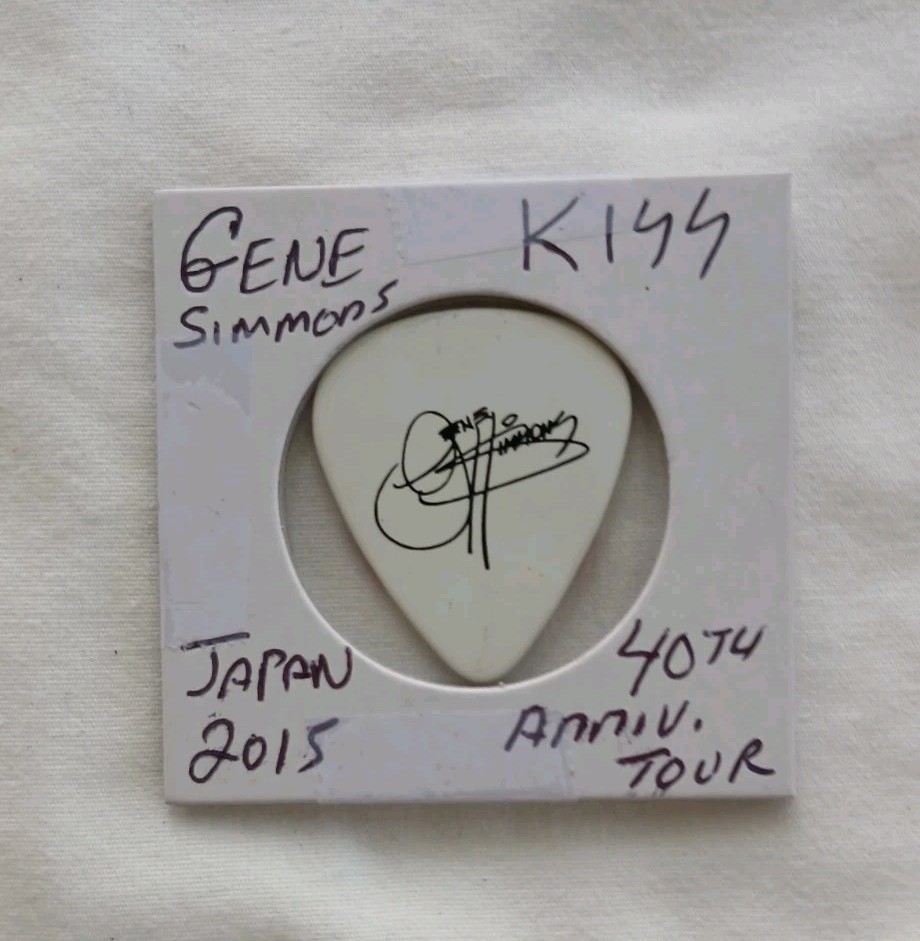 GENE
SIMMONS
KISS
GENE SIMMONS
JAPAN
2015
40TH
ANNIV.
TOUR